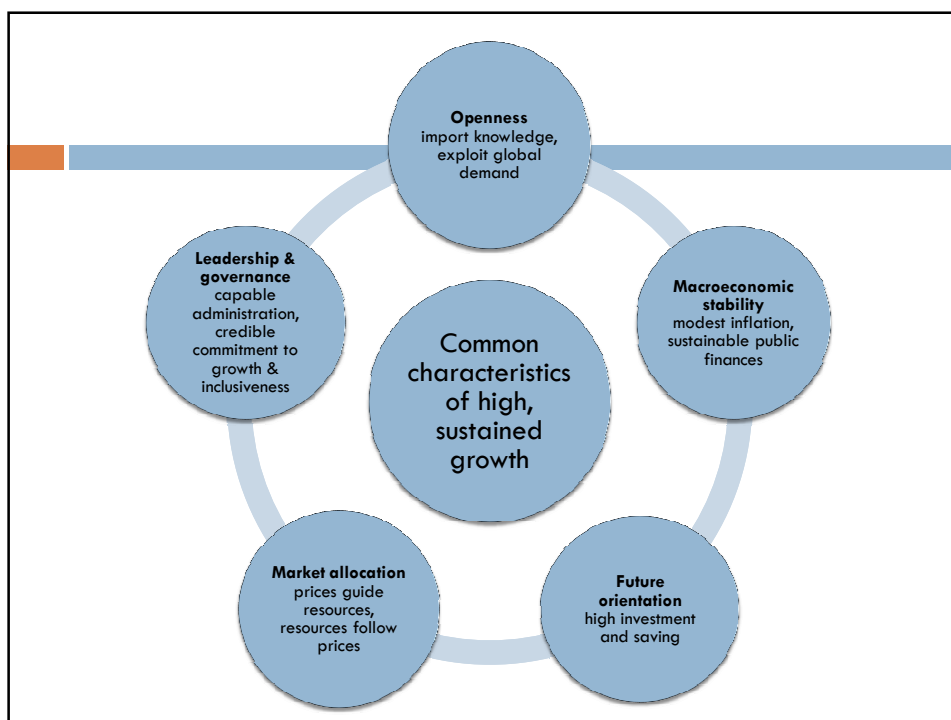 Openness
import knowledge,
exploit global
demand
Leadership &
governance
capable
administration,
credible
commitment to
growth &
inclusiveness
Macroeconomic
stability
modest inflation,
sustainable public
finances
Common
characteristics
of high,
sustained
growth
Market allocation
prices guide
resources,
resources follow
prices
Future
orientation
high investment
and saving